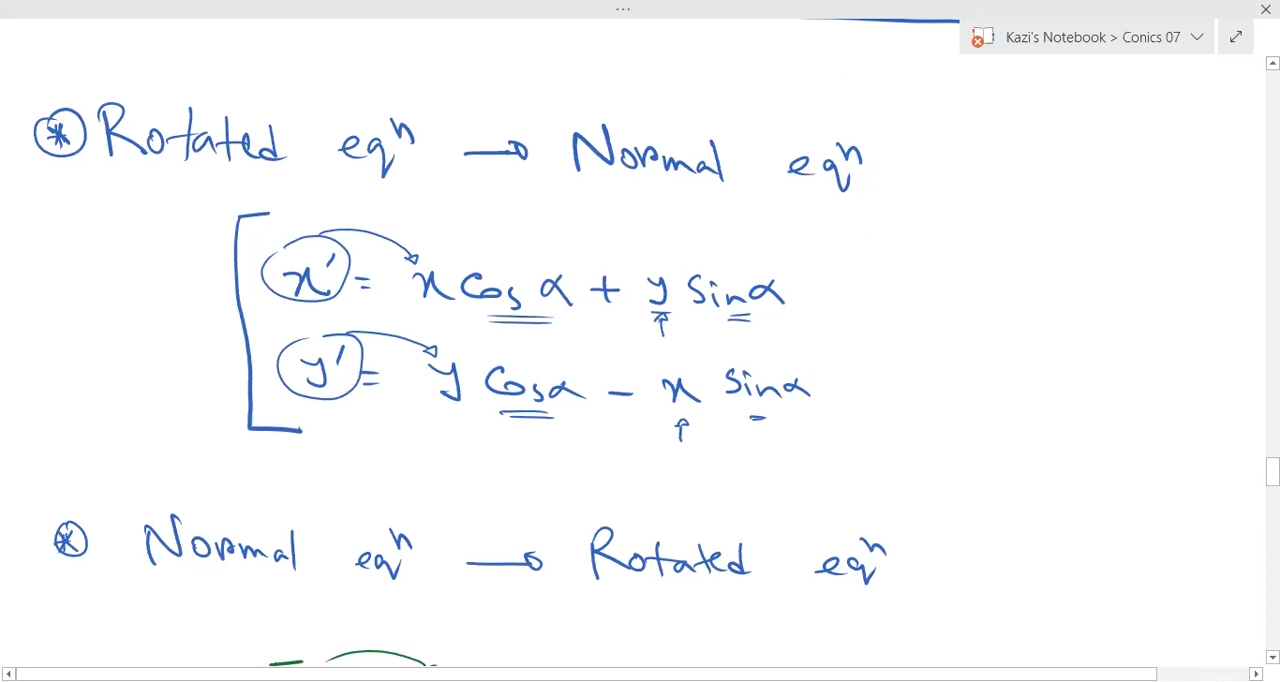 Kazi's Notebook > Conics 07
⊛ Rotated eqⁿ → Normal eqⁿ
x' = x cos α + y sin α
y' = y cos α − x sin α
⊛ Normal eqⁿ → Rotated eqⁿ